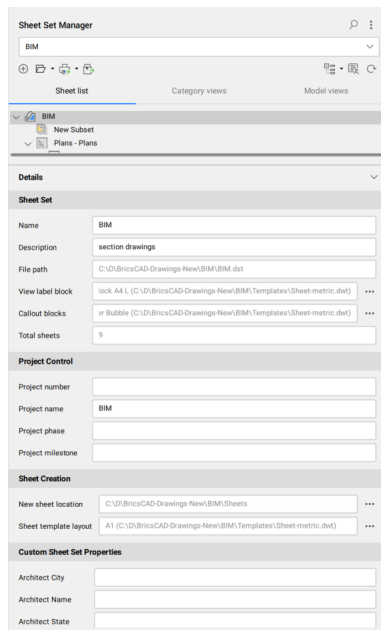 Sheet Set Manager
BIM
Sheet list Category views Model views
BIM
New Subset
Plans - Plans
Details
Sheet Set
Name BIM
Description section drawings
File path C:\D\BricsCAD-Drawings-New\BIM\BIM.dst
View label block lock A4 L (C:\D\BricsCAD-Drawings-New\BIM\Templates\Sheet-metric.dwt)
Callout blocks or Bubble (C:\D\BricsCAD-Drawings-New\BIM\Templates\Sheet-metric.dwt)
Total sheets 9
Project Control
Project number
Project name BIM
Project phase
Project milestone
Sheet Creation
New sheet location C:\D\BricsCAD-Drawings-New\BIM\Sheets
Sheet template layout A1 (C:\D\BricsCAD-Drawings-New\BIM\Templates\Sheet-metric.dwt)
Custom Sheet Set Properties
Architect City
Architect Name
Architect State